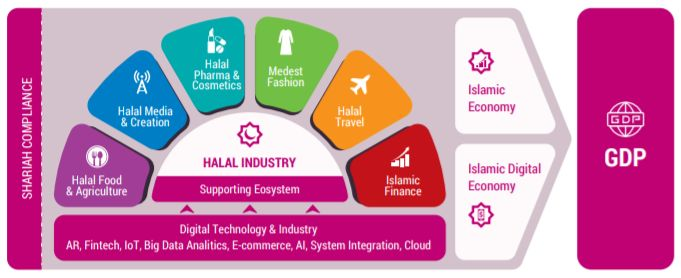 SHARIAH COMPLIANCE
Halal Food
& Agriculture
Halal Media
& Creation
Halal
Pharma &
Cosmetics
Medest
Fashion
Halal
Travel
Islamic
Finance
HALAL INDUSTRY
Supporting Eosystem
Digital Technology & Industry
AR, Fintech, IoT, Big Data Analitics, E-commerce, AI, System Integration, Cloud
Islamic
Economy
Islamic Digital
Economy
GDP
GDP